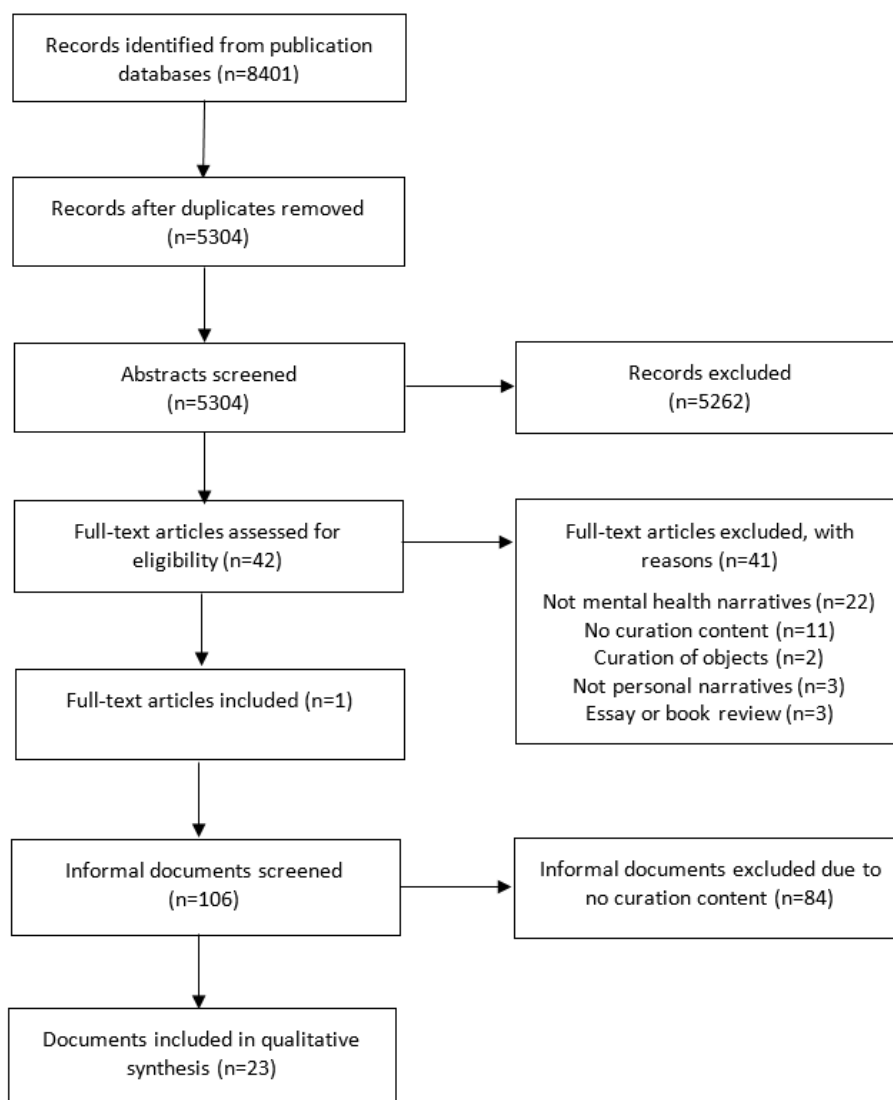 Records identified from publication
databases (n=8401)
Records after duplicates removed
(n=5304)
Abstracts screened
(n=5304)
Records excluded
(n=5262)
Full-text articles assessed for
eligibility (n=42)
Full-text articles excluded, with
reasons (n=41)
Not mental health narratives (n=22)
No curation content (n=11)
Curation of objects (n=2)
Not personal narratives (n=3)
Essay or book review (n=3)
Full-text articles included (n=1)
Informal documents screened
(n=106)
Informal documents excluded due to
no curation content (n=84)
Documents included in qualitative
synthesis (n=23)